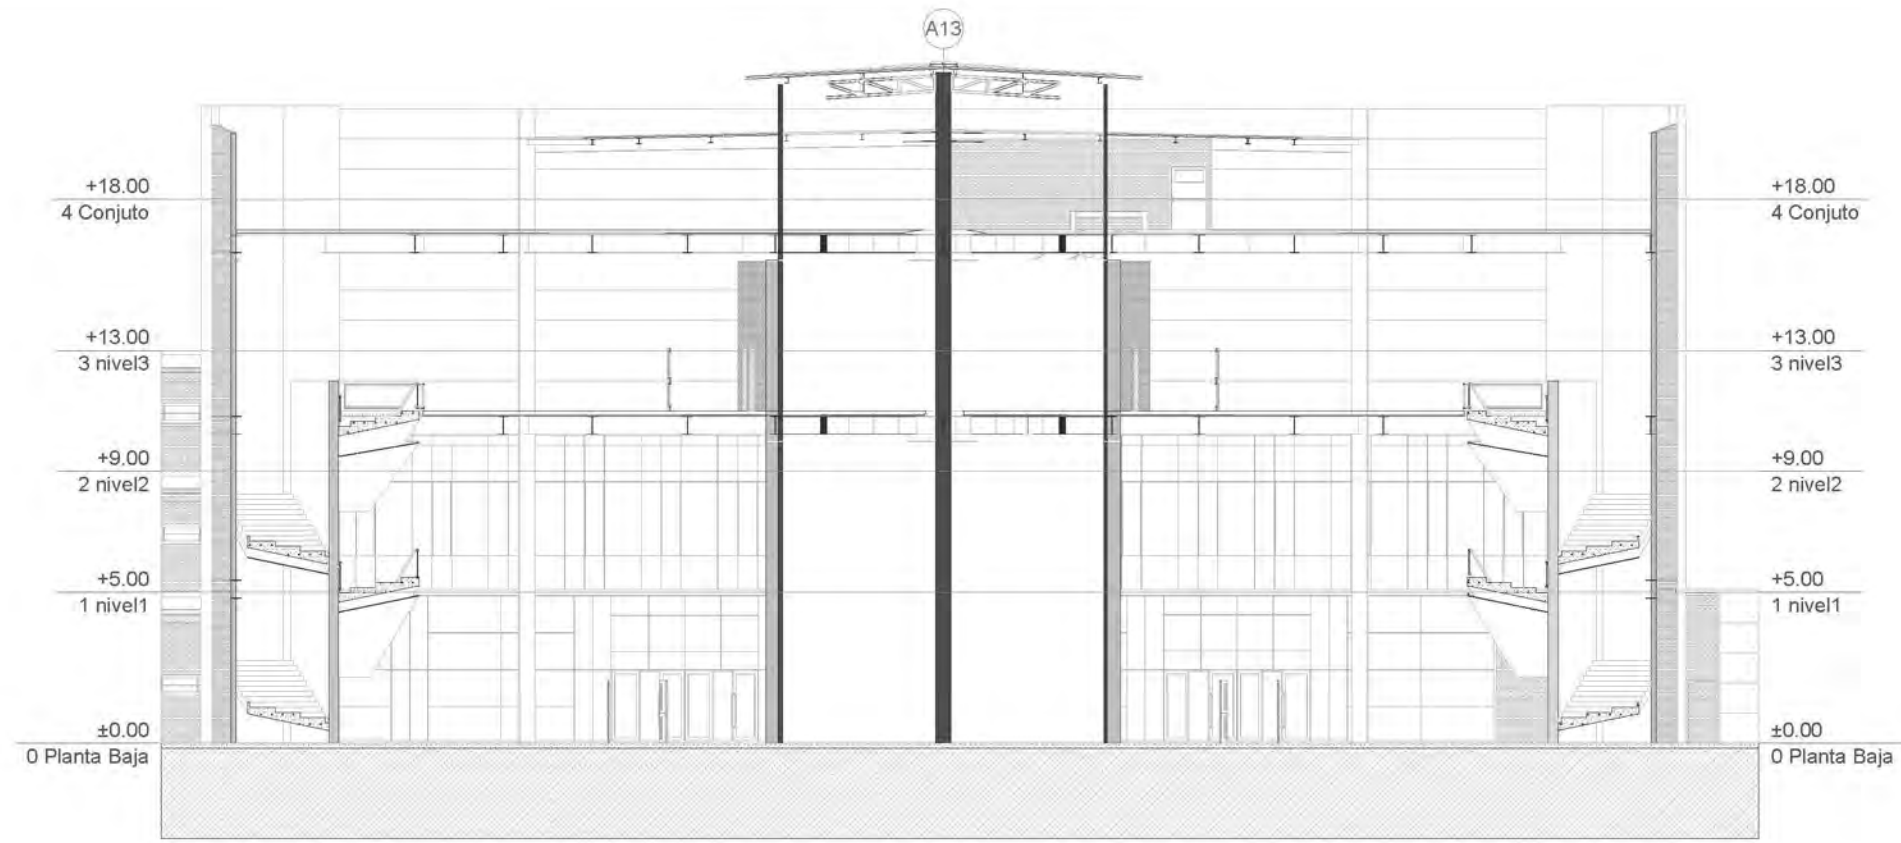 A13
+18.00
4 Conjuto
+18.00
4 Conjuto
+13.00
3 nivel3
+13.00
3 nivel3
+9.00
2 nivel2
+9.00
2 nivel2
+5.00
1 nivel1
+5.00
1 nivel1
±0.00
0 Planta Baja
±0.00
0 Planta Baja